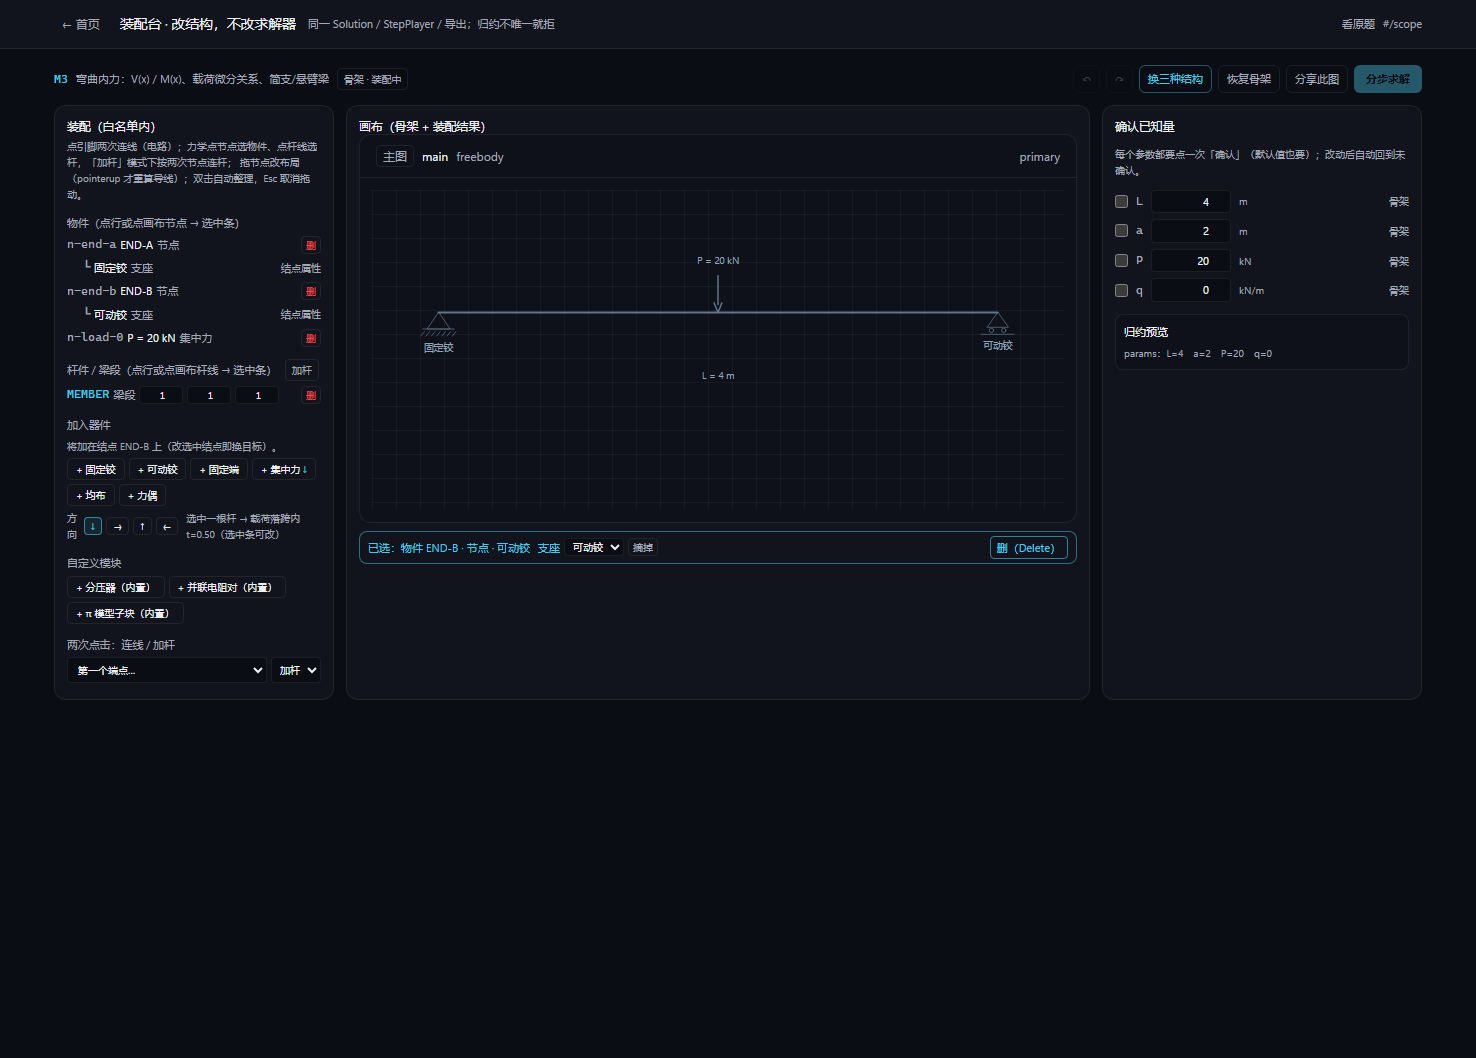 ← 首页
装配台 · 改结构，不改求解器
同一 Solution / StepPlayer / 导出；归约不唯一就拒
看原题
#/scope
M3 弯曲内力：V(x) / M(x)、载荷微分关系、简支/悬臂梁
骨架 · 装配中
↶
↷
换三种结构
恢复骨架
分享此图
分步求解
装配（白名单内）
点引脚两次连线（电路）；力学点节点选物件、点杆线选
杆，「加杆」模式下按两次节点连杆； 拖节点改布局
（pointerup 才重算导线）；双击自动整理，Esc 取消拖
动。
物件（点行或点画布节点 → 选中条）
n-end-a END-A 节点 删
└ 固定铰 支座 结点属性
n-end-b END-B 节点 删
└ 可动铰 支座 结点属性
n-load-0 P = 20 kN 集中力 删
杆件 / 梁段（点行或点画布杆线 → 选中条） 加杆
MEMBER 梁段 1 1 1 删
加入器件
将加在结点 END-B 上（改选中结点即换目标）。
+ 固定铰 + 可动铰 + 固定端 + 集中力↓
+ 均布 + 力偶
方向 ↓ → ↑ ←
选中一根杆 → 载荷落跨内
t=0.50（选中条可改）
自定义模块
+ 分压器（内置） + 并联电阻对（内置）
+ π 模型子块（内置）
两次点击：连线 / 加杆
第一个端点... 加杆
画布（骨架 + 装配结果）
主图 main freebody primary
P = 20 kN
固定铰
可动铰
L = 4 m
已选：物件 END-B · 节点 · 可动铰 支座 可动铰 摘掉 删（Delete）
确认已知量
每个参数都要点一次「确认」（默认值也要）；改动后自动回到未
确认。
L 4 m 骨架
a 2 m 骨架
P 20 kN 骨架
q 0 kN/m 骨架
归约预览
params: L=4 a=2 P=20 q=0